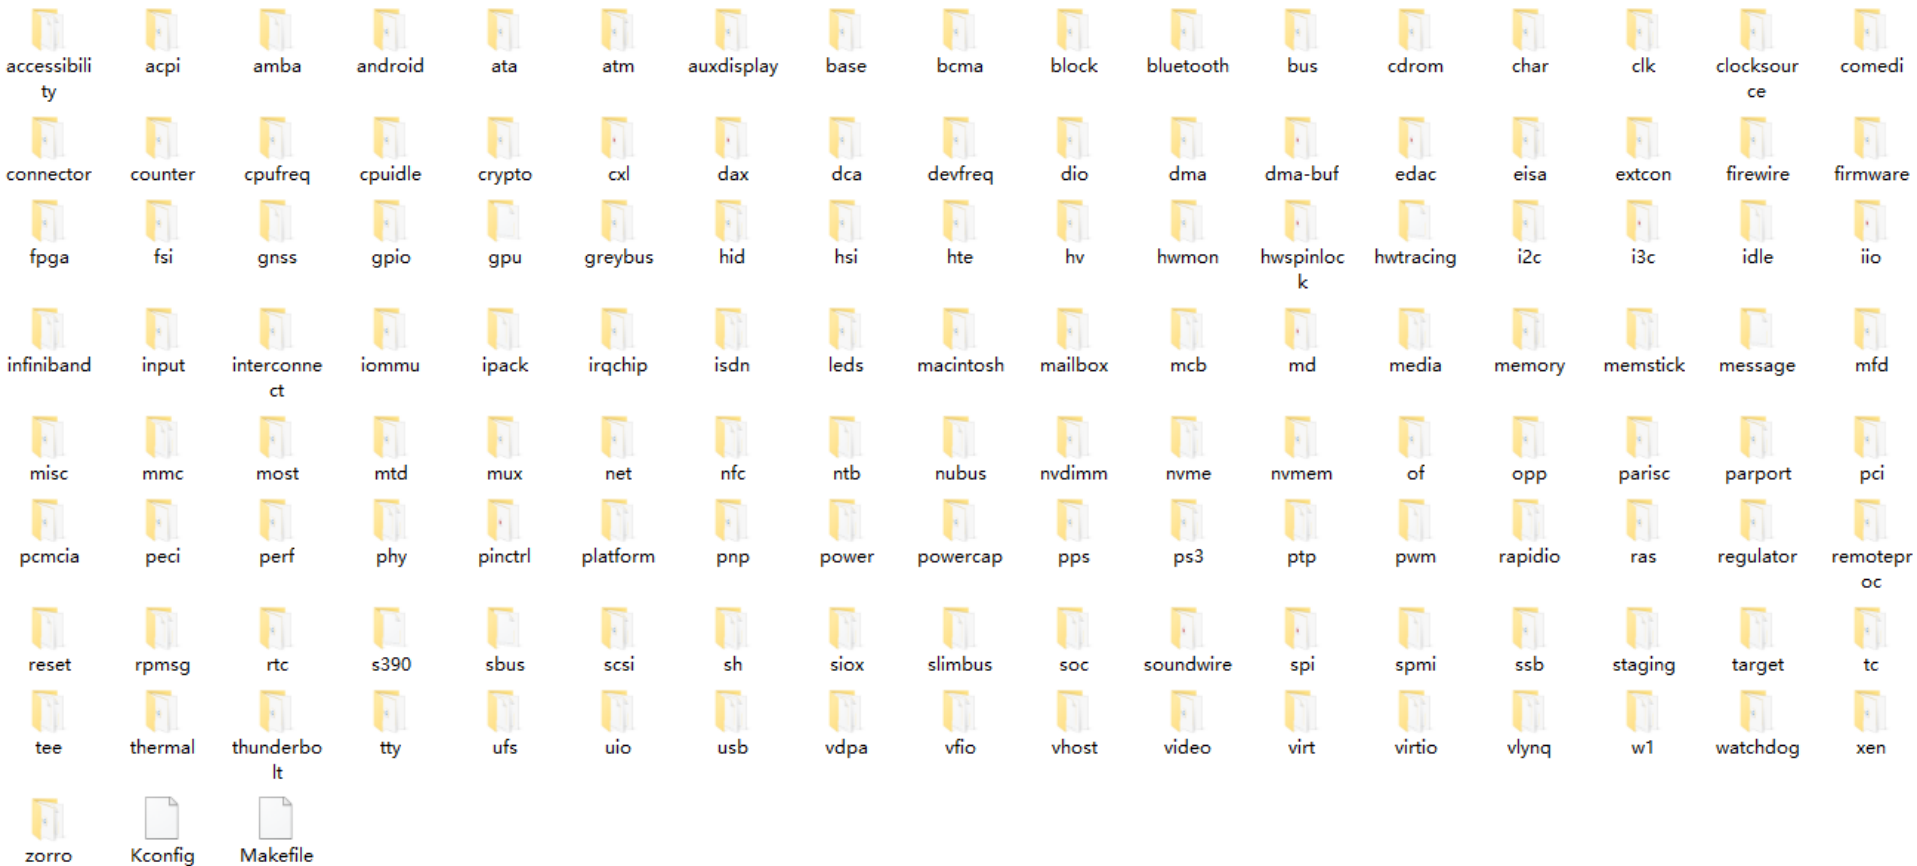 accessibili acpi amba android ata atm auxdisplay base bcma block bluetooth bus cdrom char clk clocksour comedi
ty ce
connector counter cpufreq cpuidle crypto cxl dax dca devfreq dio dma dma-buf edac eisa extcon firewire firmware
fpga fsi gnss gpio gpu greybus hid hsi hte hv hwmon hwspinloc hwtracing i2c i3c idle iio
k
infiniband input interconne iommu ipack irqchip isdn leds macintosh mailbox mcb md media memory memstick message mfd
ct
misc mmc most mtd mux net nfc ntb nubus nvdimm nvme nvmem of opp parisc parport pci
pcmcia peci perf phy pinctrl platform pnp power powercap pps ps3 ptp pwm rapidio ras regulator remotepr
oc
reset rpmsg rtc s390 sbus scsi sh siox slimbus soc soundwire spi spmi ssb staging target tc
tee thermal thunderbo tty ufs uio usb vdpa vfio vhost video virt virtio vlynq w1 watchdog xen
lt
zorro Kconfig Makefile